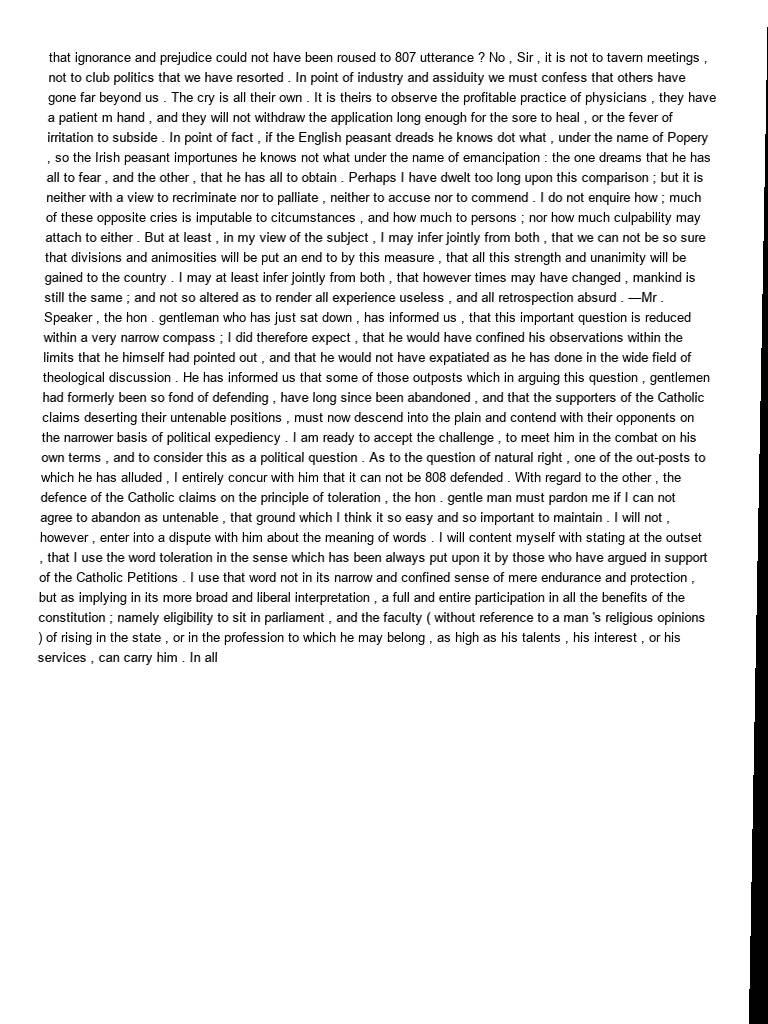 that ignorance and prejudice could not have been roused to 807 utterance ? No , Sir , it is not to tavern meetings ,
not to club politics that we have resorted . In point of industry and assiduity we must confess that others have
gone far beyond us . The cry is all their own . It is theirs to observe the profitable practice of physicians , they have
a patient m hand , and they will not withdraw the application long enough for the sore to heal , or the fever of
irritation to subside . In point of fact , if the English peasant dreads he knows dot what , under the name of Popery
, so the Irish peasant importunes he knows not what under the name of emancipation : the one dreams that he has
all to fear , and the other , that he has all to obtain . Perhaps I have dwelt too long upon this comparison ; but it is
neither with a view to recriminate nor to palliate , neither to accuse nor to commend . I do not enquire how ; much
of these opposite cries is imputable to citcumstances , and how much to persons ; nor how much culpability may
attach to either . But at least , in my view of the subject , I may infer jointly from both , that we can not be so sure
that divisions and animosities will be put an end to by this measure , that all this strength and unanimity will be
gained to the country . I may at least infer jointly from both , that however times may have changed , mankind is
still the same ; and not so altered as to render all experience useless , and all retrospection absurd . —Mr .
Speaker , the hon . gentleman who has just sat down , has informed us , that this important question is reduced
within a very narrow compass ; I did therefore expect , that he would have confined his observations within the
limits that he himself had pointed out , and that he would not have expatiated as he has done in the wide field of
theological discussion . He has informed us that some of those outposts which in arguing this question , gentlemen
had formerly been so fond of defending , have long since been abandoned , and that the supporters of the Catholic
claims deserting their untenable positions , must now descend into the plain and contend with their opponents on
the narrower basis of political expediency . I am ready to accept the challenge , to meet him in the combat on his
own terms , and to consider this as a political question . As to the question of natural right , one of the out-posts to
which he has alluded , I entirely concur with him that it can not be 808 defended . With regard to the other , the
defence of the Catholic claims on the principle of toleration , the hon . gentle man must pardon me if I can not
agree to abandon as untenable , that ground which I think it so easy and so important to maintain . I will not ,
however , enter into a dispute with him about the meaning of words . I will content myself with stating at the outset
, that I use the word toleration in the sense which has been always put upon it by those who have argued in support
of the Catholic Petitions . I use that word not in its narrow and confined sense of mere endurance and protection ,
but as implying in its more broad and liberal interpretation , a full and entire participation in all the benefits of the
constitution ; namely eligibility to sit in parliament , and the faculty ( without reference to a man 's religious opinions
) of rising in the state , or in the profession to which he may belong , as high as his talents , his interest , or his
services , can carry him . In all